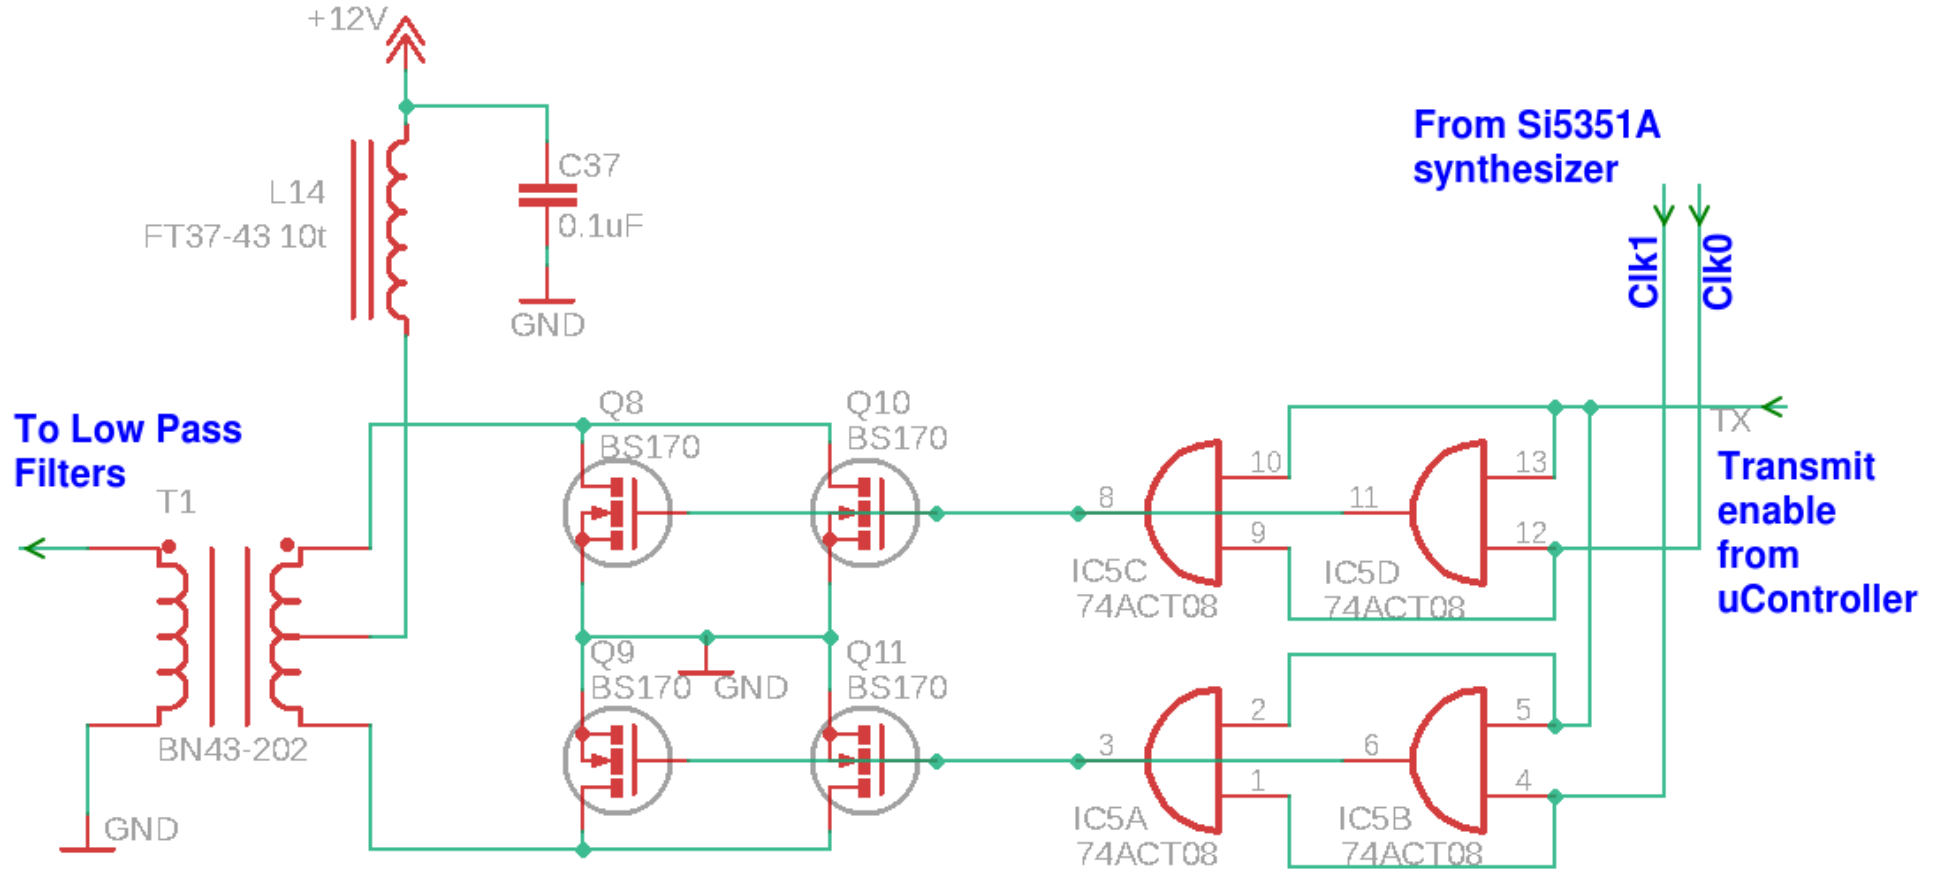 +12V
From Si5351A
synthesizer
C37
0.1uF
L14
FT37-43 10t
GND
Clk1
Clk0
To Low Pass
Filters
Q8
BS170
Q10
BS170
TX
Transmit
enable
from
uController
T1
10
9
8
13
12
11
IC5C
74ACT08
IC5D
74ACT08
Q9
BS170
GND
Q11
BS170
BN43-202
GND
2
1
3
5
4
6
IC5A
74ACT08
IC5B
74ACT08